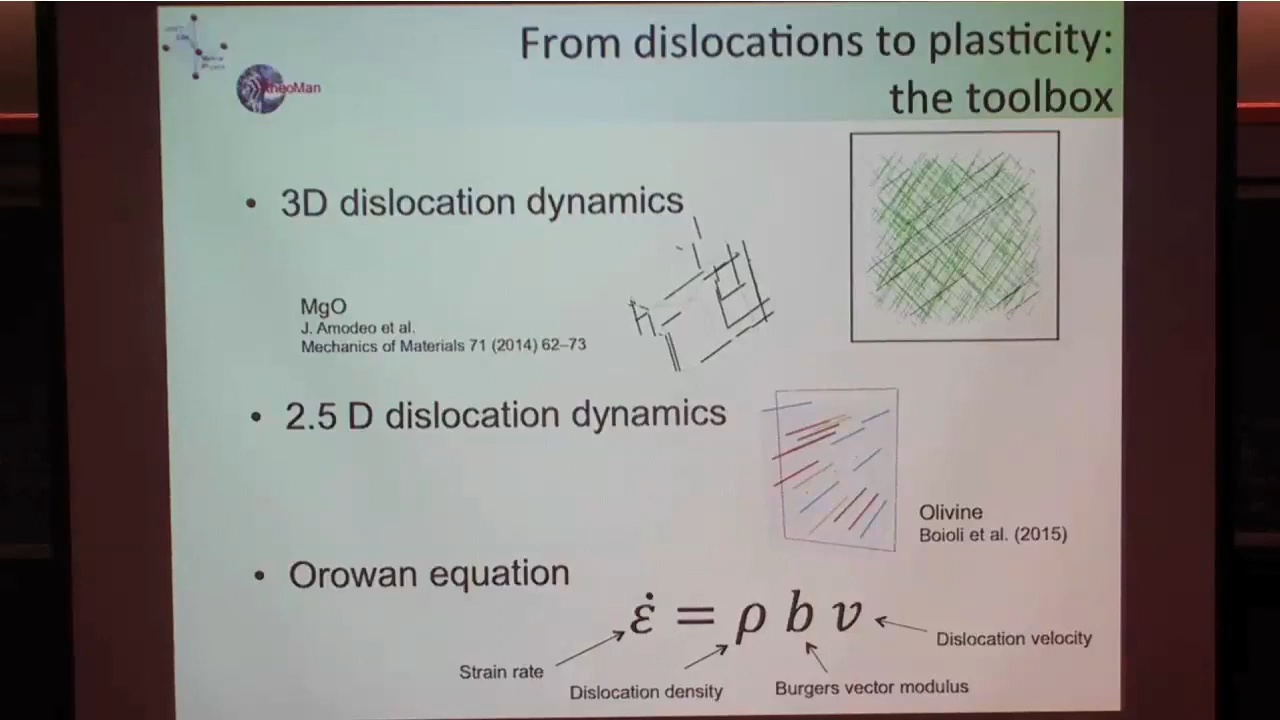 From dislocations to plasticity:
the toolbox
theoMan
• 3D dislocation dynamics
MgO
J. Amodeo et al.
Mechanics of Materials 71 (2014) 62–73
• 2.5 D dislocation dynamics
Olivine
Boioli et al. (2015)
• Orowan equation
ε̇ = ρ b v
Dislocation velocity
Strain rate
Dislocation density
Burgers vector modulus